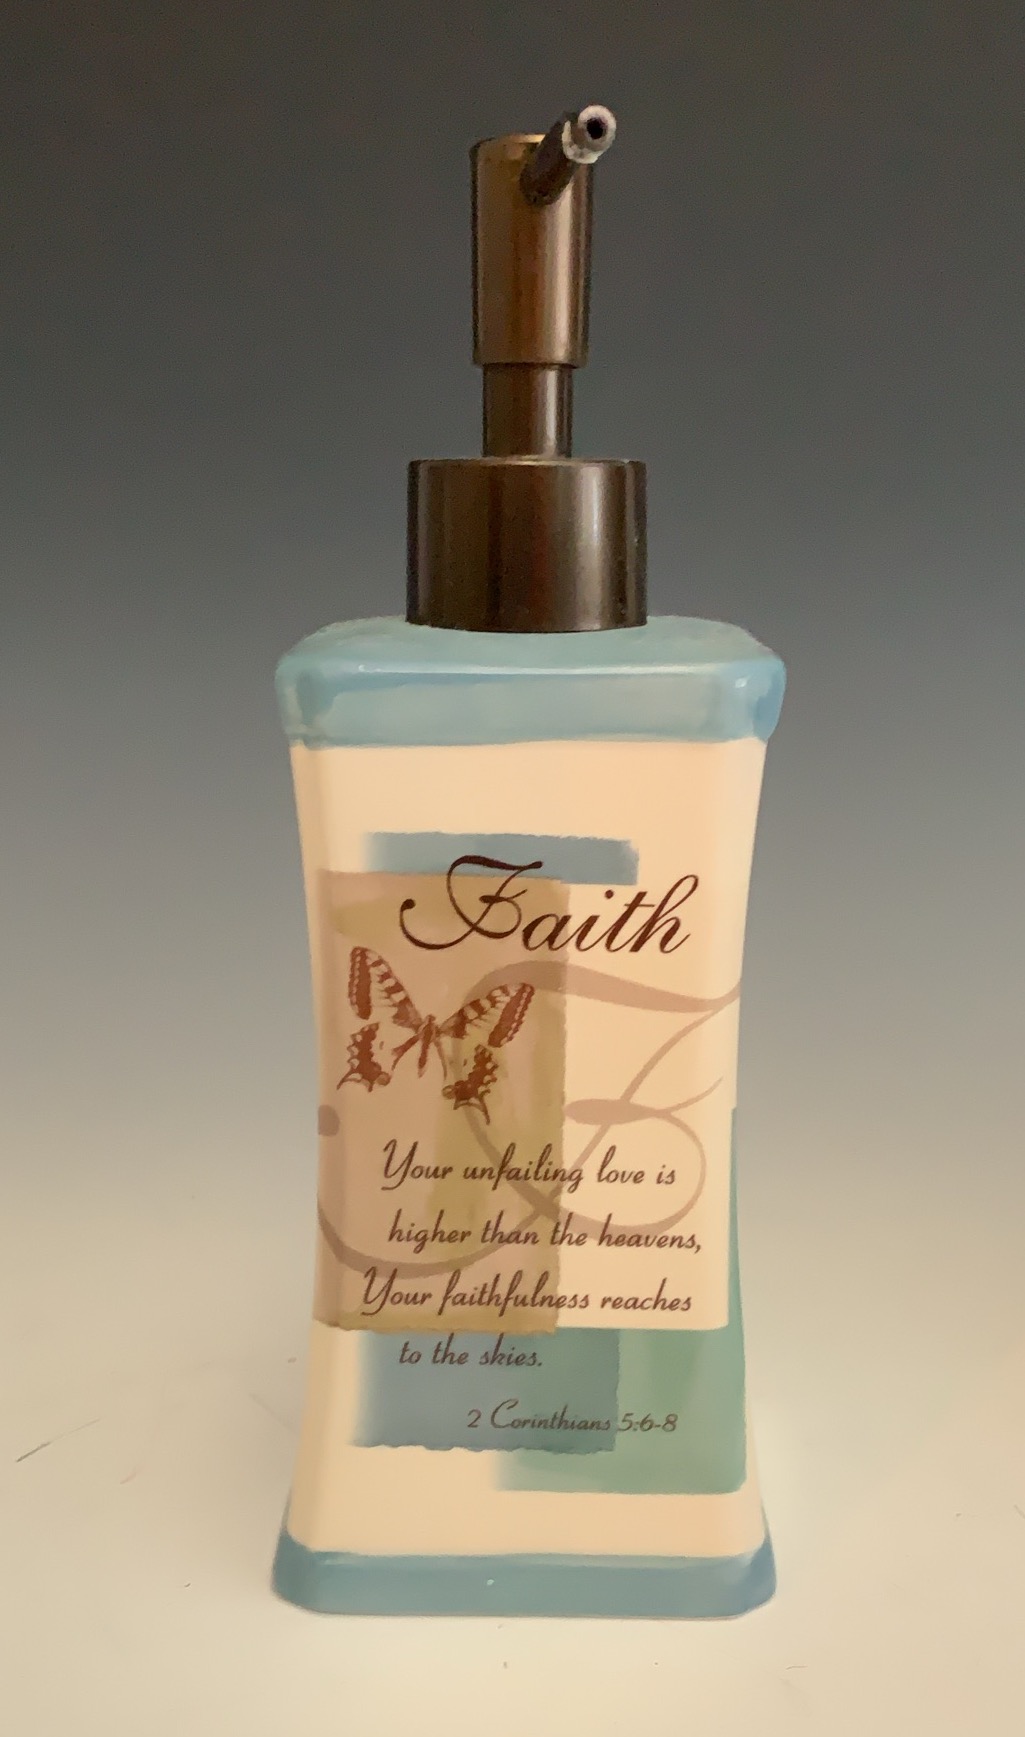 Faith
Your unfailing love is
higher than the heavens,
Your faithfulness reaches
to the skies.
2 Corinthians 5:6-8